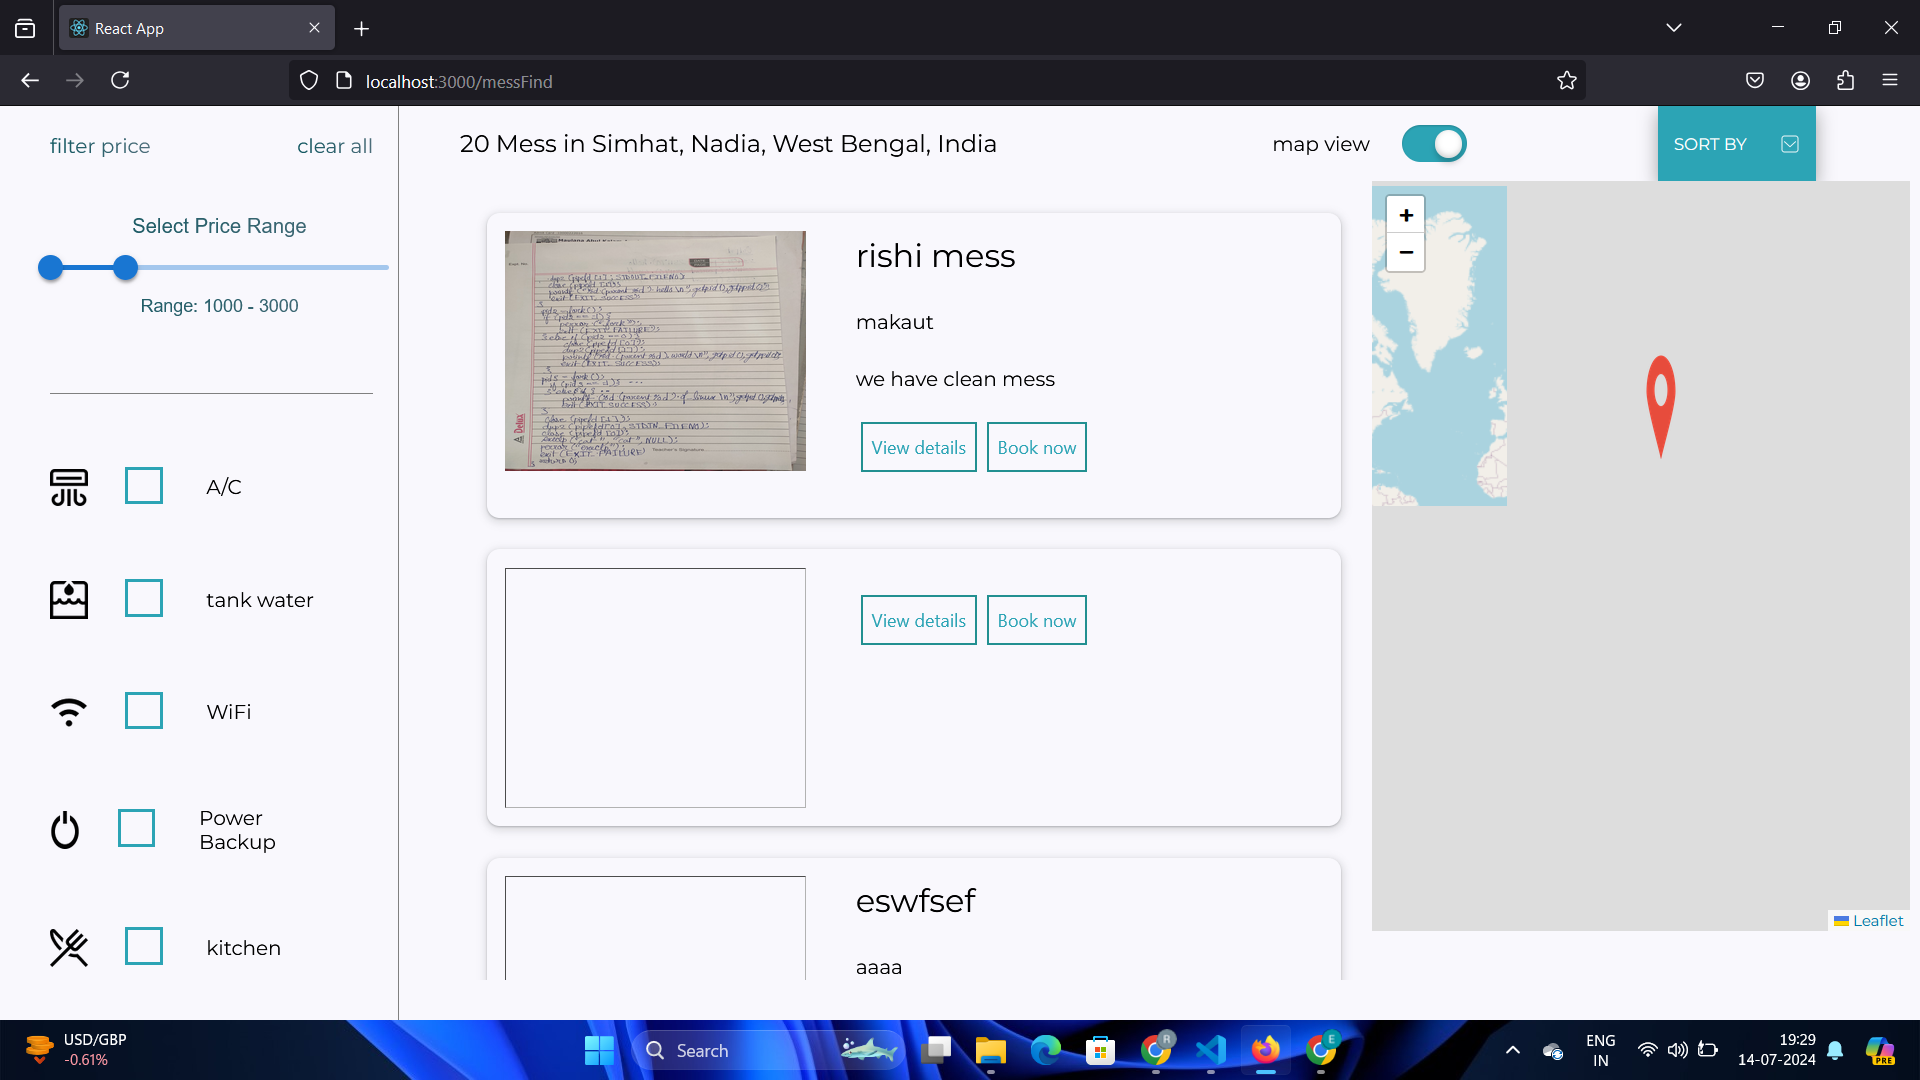 React App
localhost:3000/messFind
filter price
clear all
20 Mess in Simhat, Nadia, West Bengal, India
map view
SORT BY
Select Price Range
Range: 1000 - 3000
A/C
tank water
WiFi
Power
Backup
kitchen
rishi mess
makaut
we have clean mess
View details
Book now
View details
Book now
eswfsef
aaaa
+
−
Leaflet
USD/GBP
-0.61%
Search
R
E
ENG
IN
19:29
14-07-2024
PRE